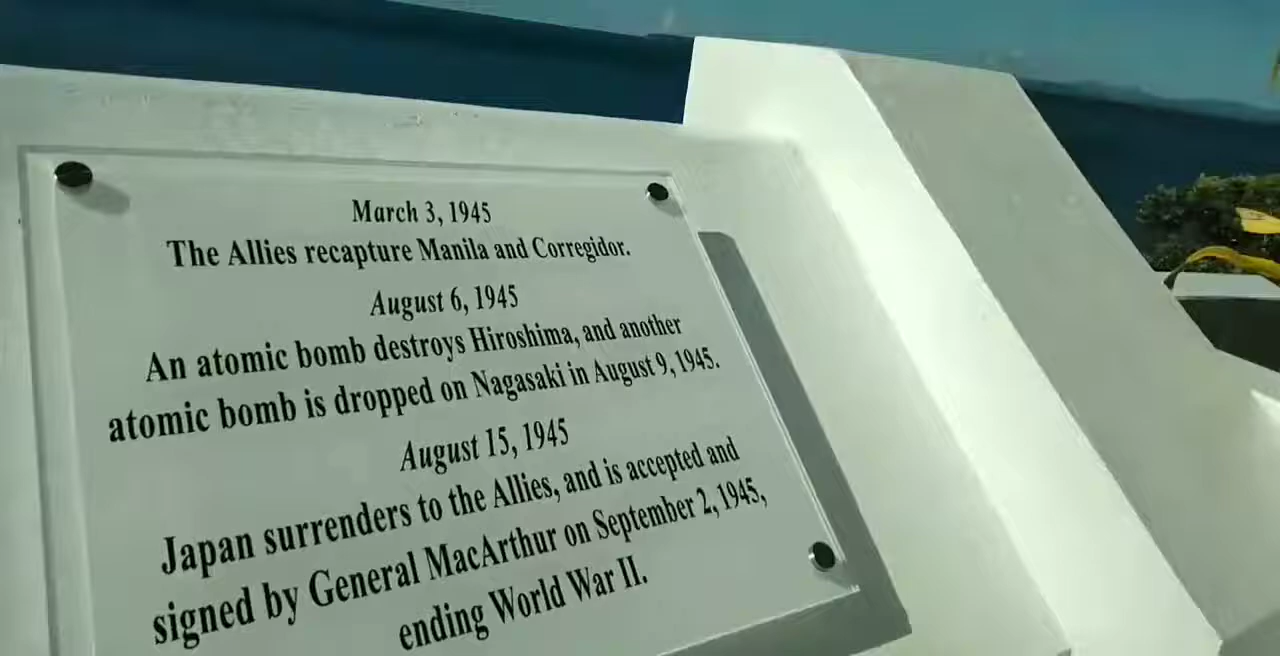 March 3, 1945
The Allies recapture Manila and Corregidor.
August 6, 1945
An atomic bomb destroys Hiroshima, and another
atomic bomb is dropped on Nagasaki in August 9, 1945.
August 15, 1945
Japan surrenders to the Allies, and is accepted and
signed by General MacArthur on September 2, 1945,
ending World War II.